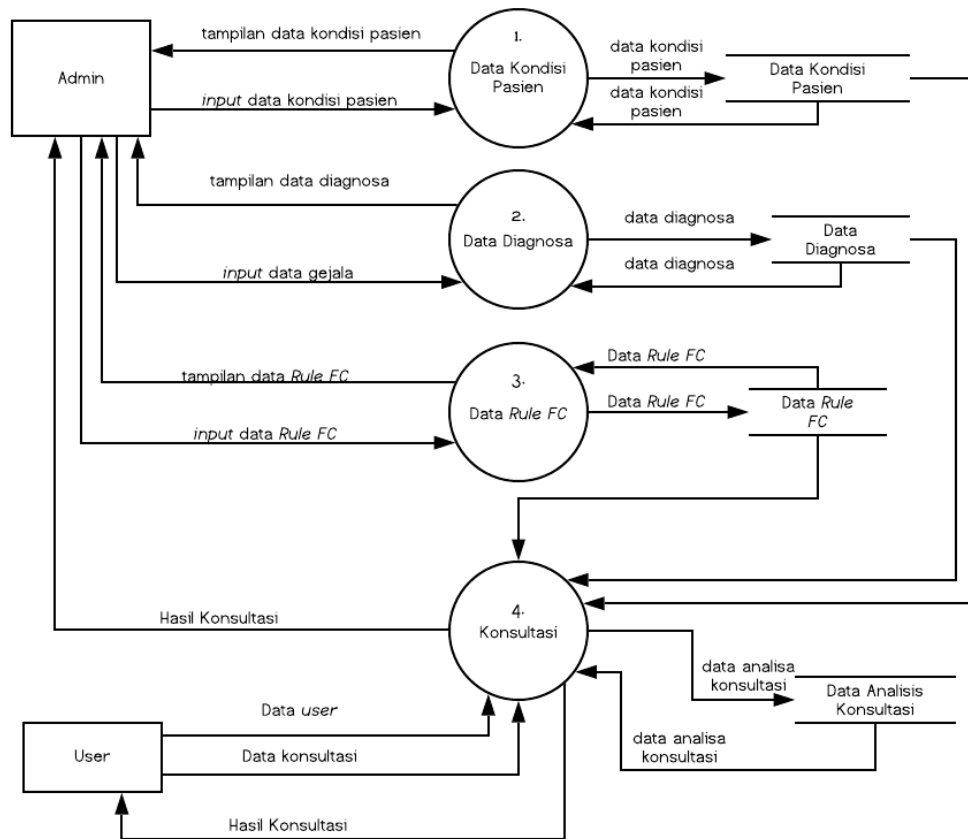 tampilan data kondisi pasien
Admin
input data kondisi pasien
1.
Data Kondisi
Pasien
data kondisi
pasien
data kondisi
pasien
Data Kondisi
Pasien
tampilan data diagnosa
input data gejala
2.
Data Diagnosa
data diagnosa
data diagnosa
Data
Diagnosa
tampilan data Rule FC
input data Rule FC
3.
Data Rule FC
Data Rule FC
Data Rule FC
Data Rule
FC
Hasil Konsultasi
4.
Konsultasi
data analisa
konsultasi
data analisa
konsultasi
Data Analisis
Konsultasi
User
Data user
Data konsultasi
Hasil Konsultasi